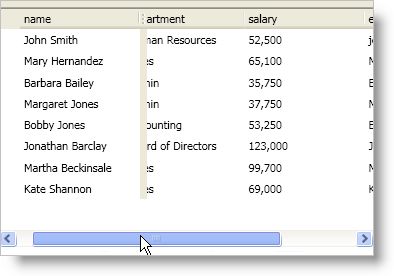 name artment salary e
John Smith nan Resources 52,500 je
Mary Hernandez es 65,100 M
Barbara Bailey nin 35,750 B
Margaret Jones nin 37,750 M
Bobby Jones ounting 53,250 B
Jonathan Barclay rd of Directors 123,000 J
Martha Beckinsale es 99,700 M
Kate Shannon es 69,000 K